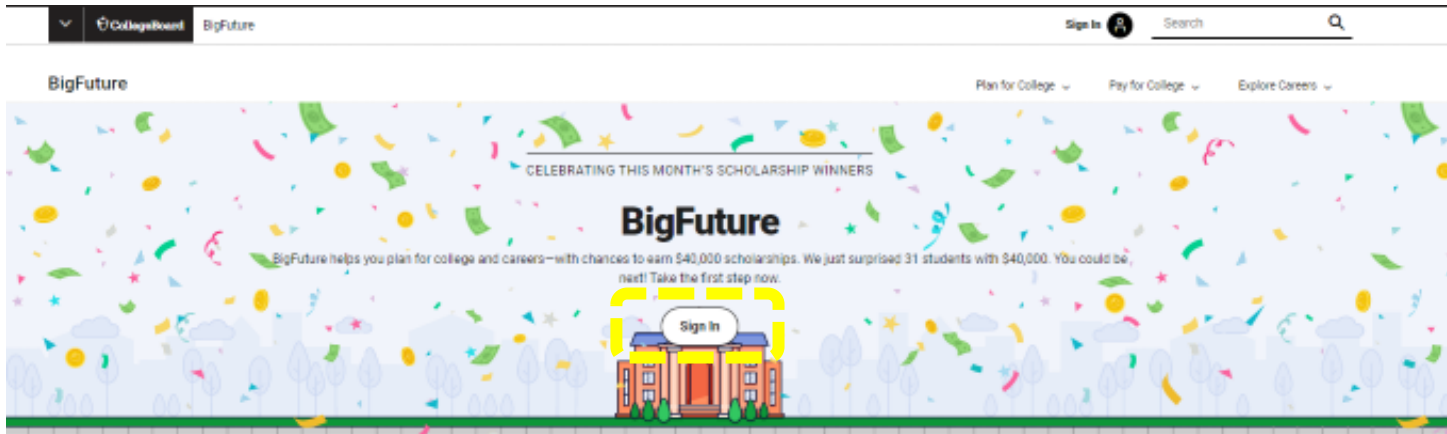 CollegeBoard BigFuture Sign In Search
BigFuture Plan for College Pay for College Explore Careers
CELEBRATING THIS MONTH'S SCHOLARSHIP WINNERS
BigFuture
BigFuture helps you plan for college and careers—with chances to earn $40,000 scholarships. We just surprised 31 students with $40,000. You could be
next! Take the first step now.
Sign In